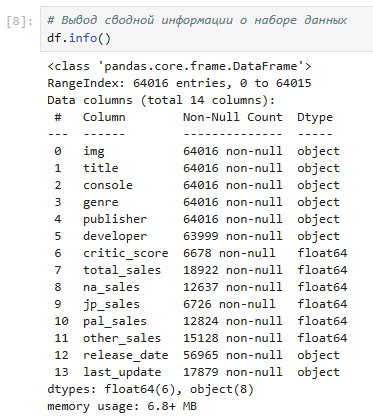 [8]: # Вывод сводной информации о наборе данных
df.info()
<class 'pandas.core.frame.DataFrame'>
RangeIndex: 64016 entries, 0 to 64015
Data columns (total 14 columns):
 #   Column        Non-Null Count  Dtype
---  ------        --------------  -----
 0   img           64016 non-null  object
 1   title         64016 non-null  object
 2   console       64016 non-null  object
 3   genre         64016 non-null  object
 4   publisher     64016 non-null  object
 5   developer     63999 non-null  object
 6   critic_score  6678 non-null   float64
 7   total_sales   18922 non-null  float64
 8   na_sales      12637 non-null  float64
 9   jp_sales      6726 non-null   float64
 10  pal_sales     12824 non-null  float64
 11  other_sales   15128 non-null  float64
 12  release_date  56965 non-null  object
 13  last_update   17879 non-null  object
dtypes: float64(6), object(8)
memory usage: 6.8+ MB